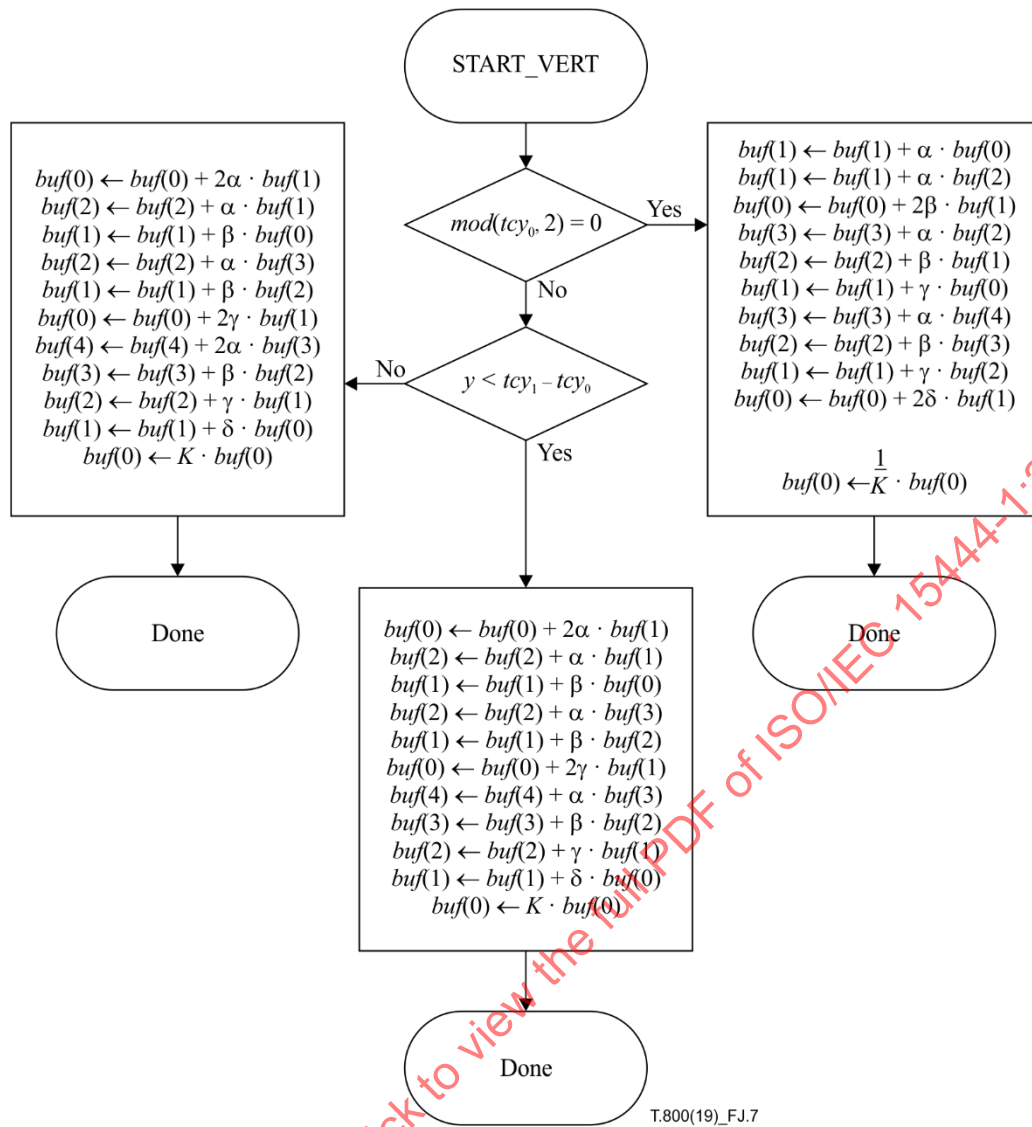 START_VERT
buf(0) ← buf(0) + 2α · buf(1)
buf(2) ← buf(2) + α · buf(1)
buf(1) ← buf(1) + β · buf(0)
buf(2) ← buf(2) + α · buf(3)
buf(1) ← buf(1) + β · buf(2)
buf(0) ← buf(0) + 2γ · buf(1)
buf(4) ← buf(4) + 2α · buf(3)
buf(3) ← buf(3) + β · buf(2)
buf(2) ← buf(2) + γ · buf(1)
buf(1) ← buf(1) + δ · buf(0)
buf(0) ← K · buf(0)
mod(tcy₀, 2) = 0
Yes
No
buf(1) ← buf(1) + α · buf(0)
buf(1) ← buf(1) + α · buf(2)
buf(0) ← buf(0) + 2β · buf(1)
buf(3) ← buf(3) + α · buf(2)
buf(2) ← buf(2) + β · buf(1)
buf(1) ← buf(1) + γ · buf(0)
buf(3) ← buf(3) + α · buf(4)
buf(2) ← buf(2) + β · buf(3)
buf(1) ← buf(1) + γ · buf(2)
buf(0) ← buf(0) + 2δ · buf(1)
buf(0) ← 1/K · buf(0)
No
y < tcy₁ – tcy₀
Yes
Done
Done
buf(0) ← buf(0) + 2α · buf(1)
buf(2) ← buf(2) + α · buf(1)
buf(1) ← buf(1) + β · buf(0)
buf(2) ← buf(2) + α · buf(3)
buf(1) ← buf(1) + β · buf(2)
buf(0) ← buf(0) + 2γ · buf(1)
buf(4) ← buf(4) + α · buf(3)
buf(3) ← buf(3) + β · buf(2)
buf(2) ← buf(2) + γ · buf(1)
buf(1) ← buf(1) + δ · buf(0)
buf(0) ← K · buf(0)
Done
T.800(19)_FJ.7
to view the full PDF of ISO/IEC 15444-1: